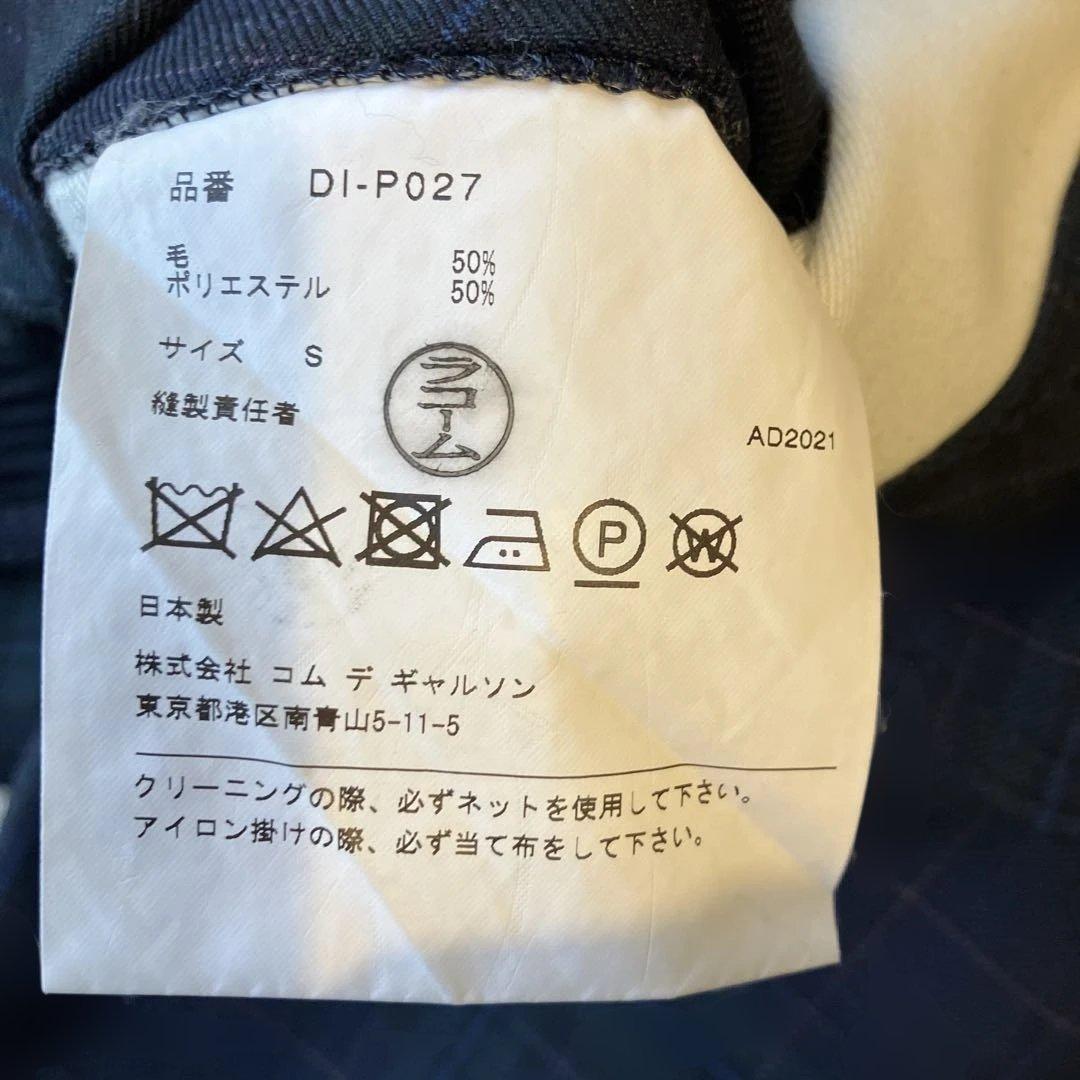 品番 DI-P027
毛 50%
ポリエステル 50%
サイズ S
縫製責任者
ラコーム
AD2021
P
W
日本製
株式会社 コム デ ギャルソン
東京都港区南青山5-11-5
クリーニングの際、必ずネットを使用して下さい。
アイロン掛けの際、必ず当て布をして下さい。